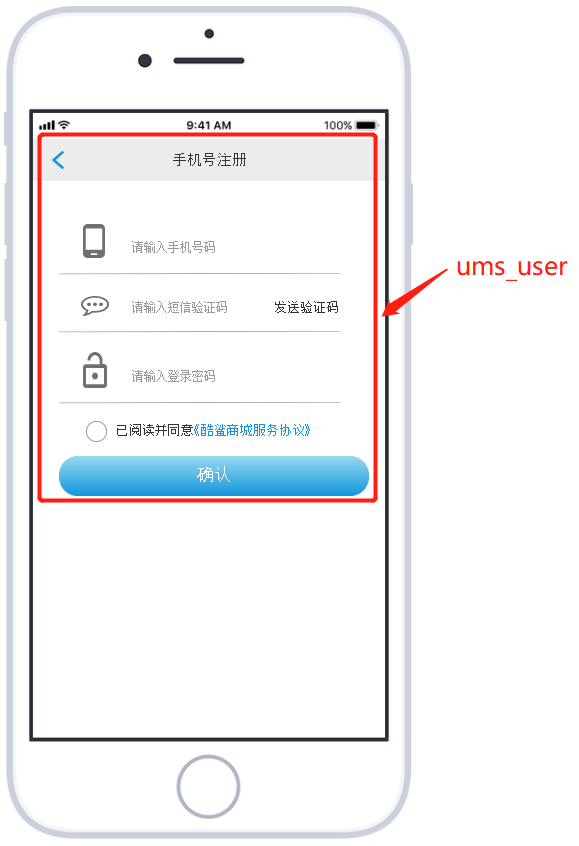 9:41 AM
100%
手机号注册
请输入手机号码
ums_user
请输入短信验证码
发送验证码
请输入登录密码
已阅读并同意《酷鲨商城服务协议》
确认